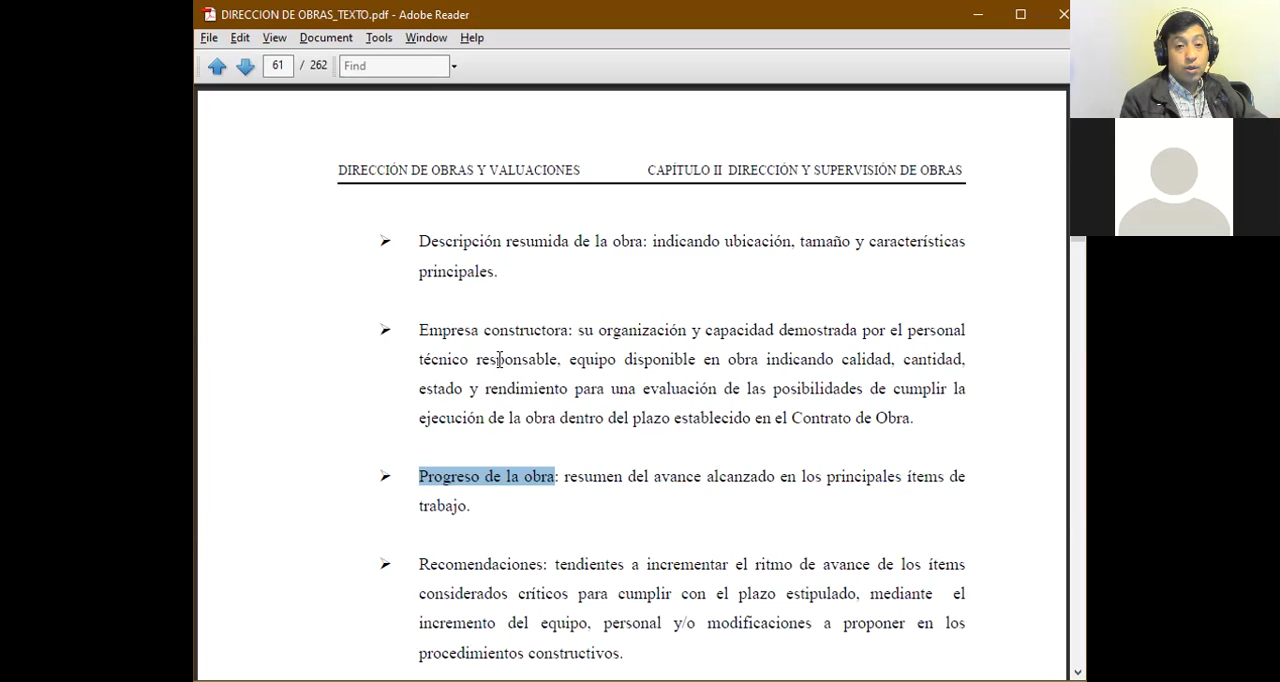 DIRECCION DE OBRAS_TEXTO.pdf - Adobe Reader
File Edit View Document Tools Window Help
61 / 262 Find
DIRECCIÓN DE OBRAS Y VALUACIONES CAPÍTULO II DIRECCIÓN Y SUPERVISIÓN DE OBRAS
➢ Descripción resumida de la obra: indicando ubicación, tamaño y características
principales.
➢ Empresa constructora: su organización y capacidad demostrada por el personal
técnico responsable, equipo disponible en obra indicando calidad, cantidad,
estado y rendimiento para una evaluación de las posibilidades de cumplir la
ejecución de la obra dentro del plazo establecido en el Contrato de Obra.
➢ Progreso de la obra: resumen del avance alcanzado en los principales ítems de
trabajo.
➢ Recomendaciones: tendientes a incrementar el ritmo de avance de los ítems
considerados críticos para cumplir con el plazo estipulado, mediante el
incremento del equipo, personal y/o modificaciones a proponer en los
procedimientos constructivos.